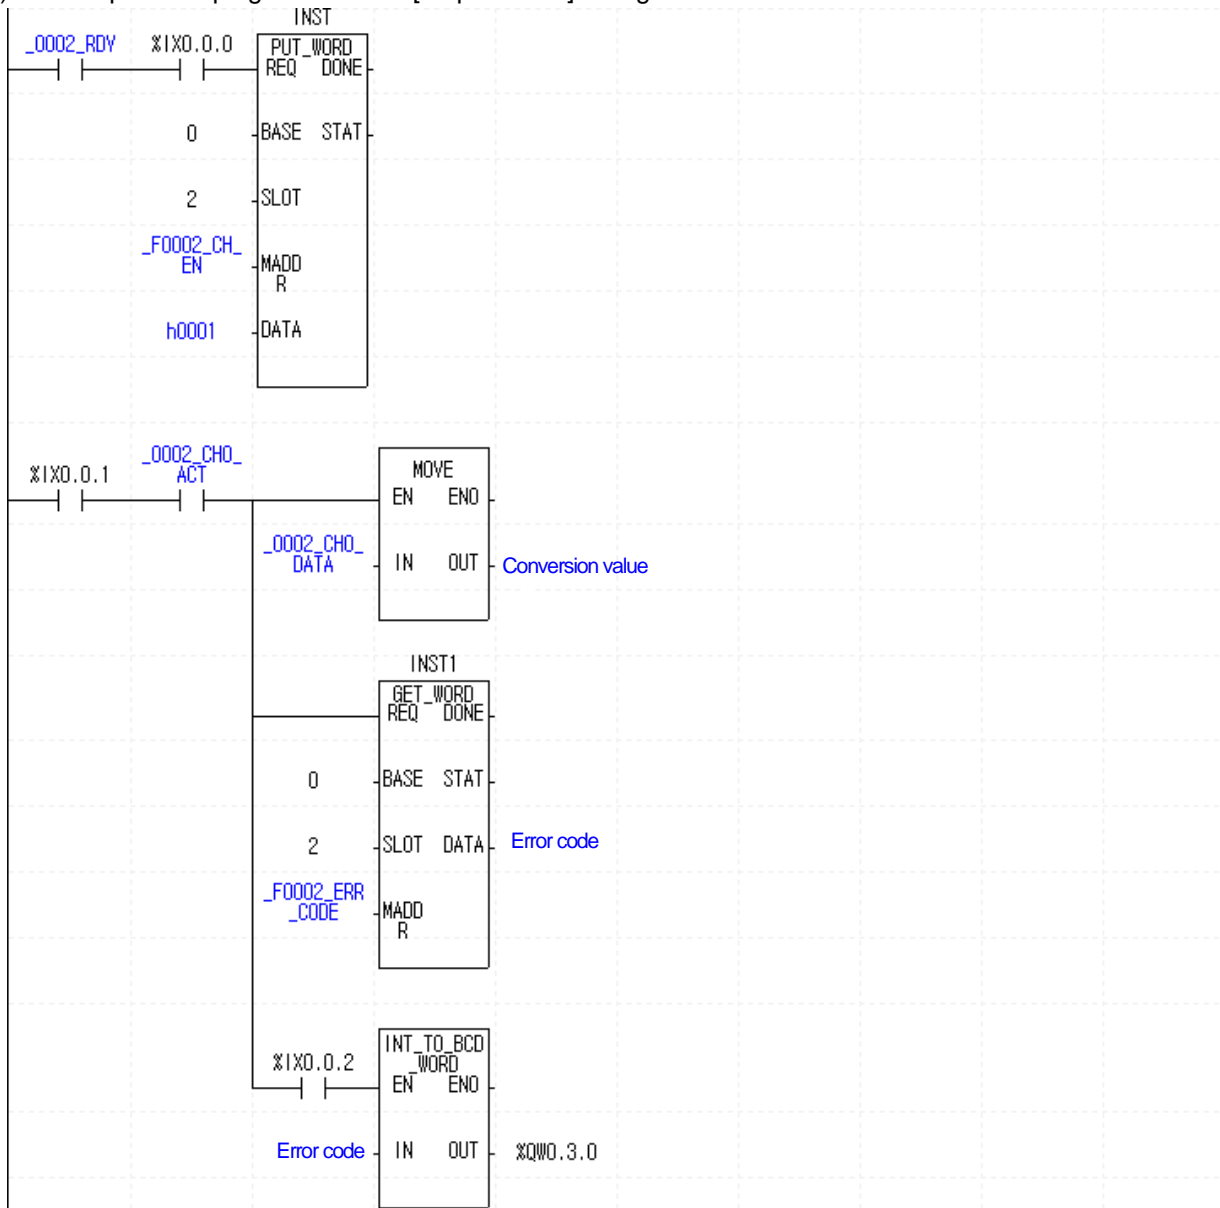 INST
_0002_RDY %IX0.0.0 PUT_WORD
REQ DONE
0 BASE STAT
2 SLOT
_F0002_CH_
EN MADD
R
h0001 DATA
_0002_CH0_
%IX0.0.1 ACT MOVE
EN ENO
_0002_CH0_
DATA IN OUT Conversion value
INST1
GET_WORD
REQ DONE
0 BASE STAT
2 SLOT DATA Error code
_F0002_ERR
_CODE MADD
R
INT_TO_BCD
%IX0.0.2 _WORD
EN ENO
Error code IN OUT %QW0.3.0